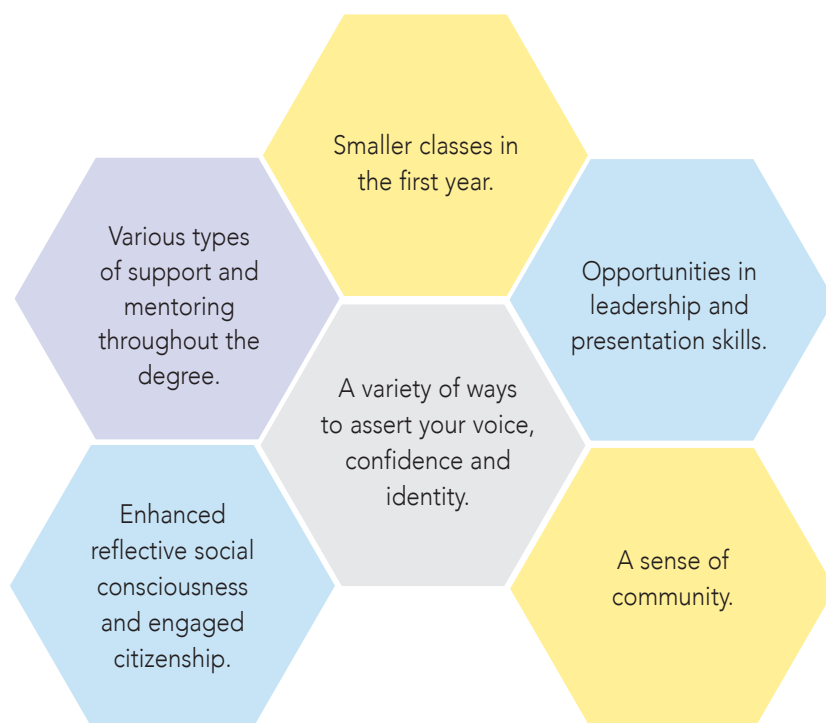 Smaller classes in
the first year.
Various types
of support and
mentoring
throughout the
degree.
Opportunities in
leadership and
presentation skills.
A variety of ways
to assert your voice,
confidence and
identity.
Enhanced
reflective social
consciousness
and engaged
citizenship.
A sense of
community.